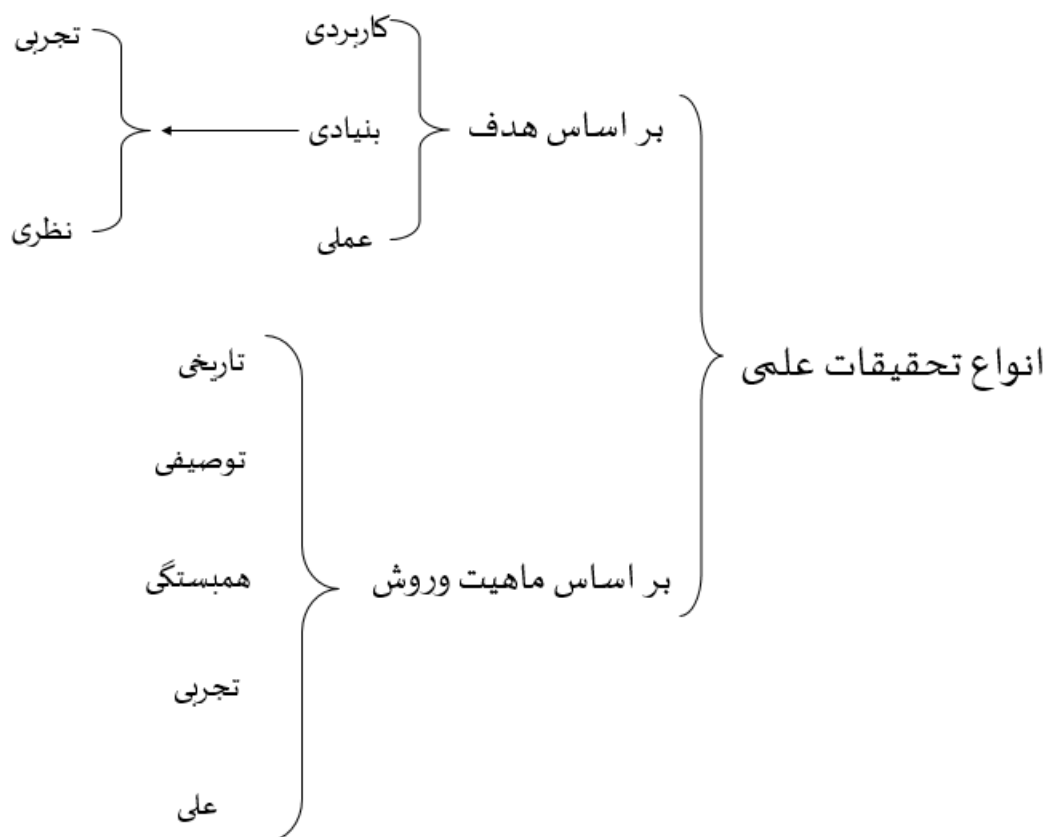 انواع تحقیقات علمی
بر اساس هدف
کاربردی
بنیادی
عملی
تجربی
نظری
بر اساس ماهیت وروش
تاریخی
توصیفی
همبستگی
تجربی
علی